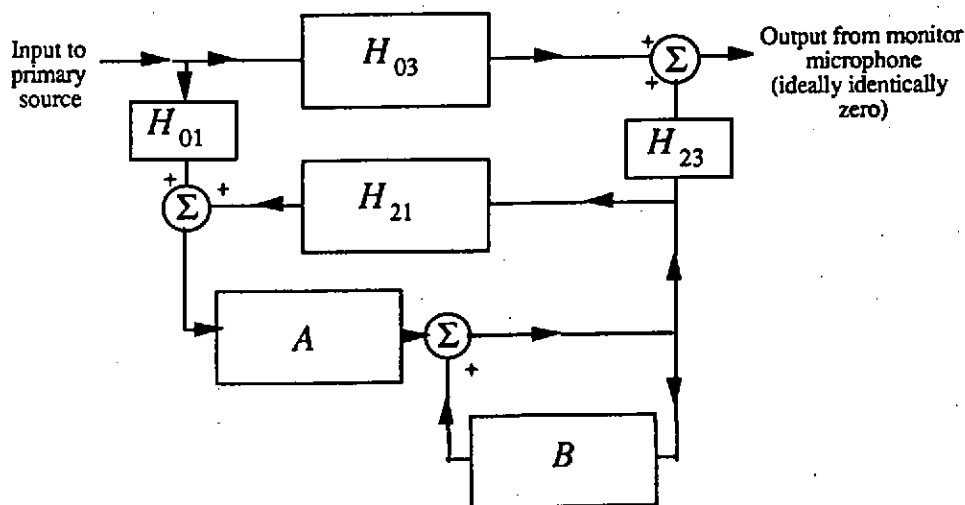 Input to
primary
source
H03
+
+
Σ
Output from monitor
microphone
(ideally identically
zero)
H01
H23
+
+
Σ
H21
A
Σ
+
B